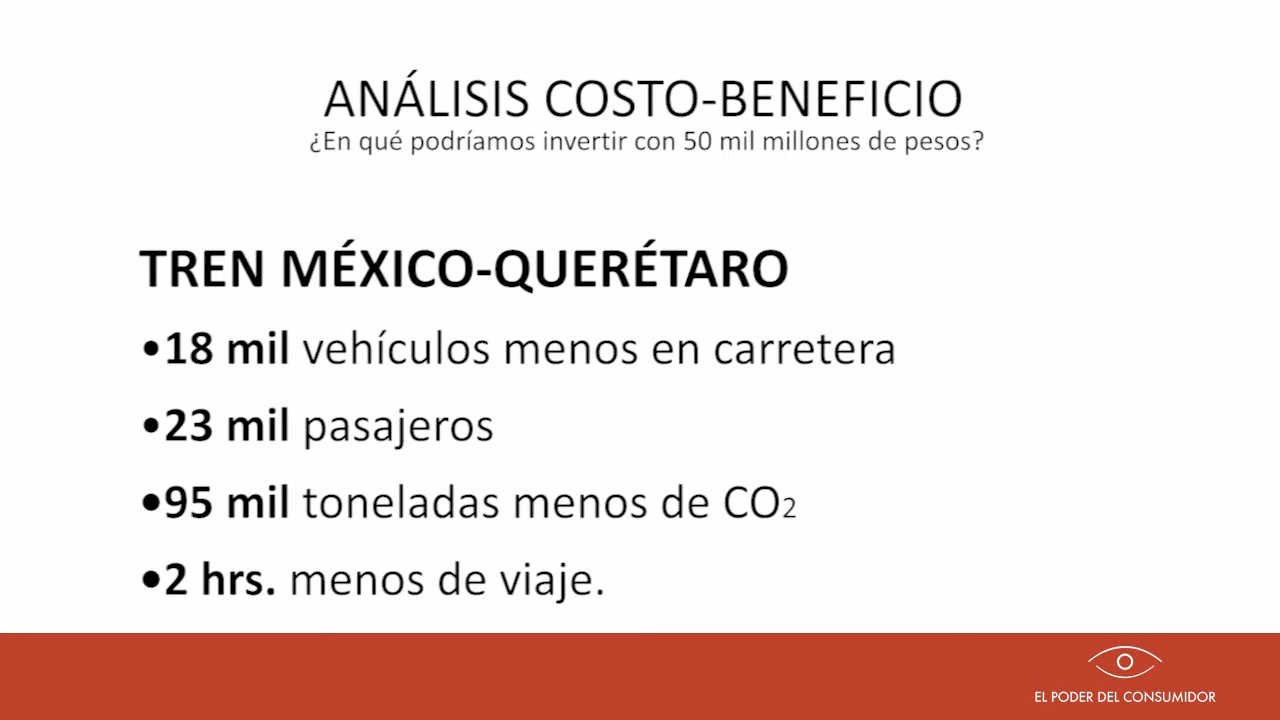 ANÁLISIS COSTO-BENEFICIO
¿En qué podríamos invertir con 50 mil millones de pesos?
TREN MÉXICO-QUERÉTARO
•18 mil vehículos menos en carretera
•23 mil pasajeros
•95 mil toneladas menos de CO₂
•2 hrs. menos de viaje.
EL PODER DEL CONSUMIDOR